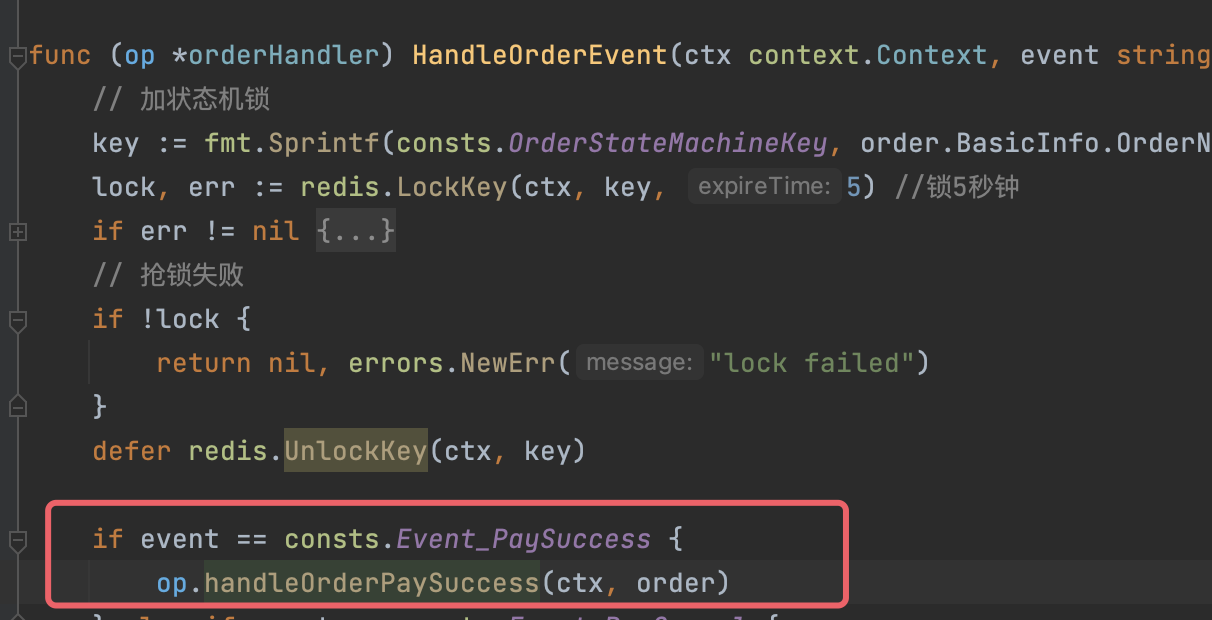 func (op *orderHandler) HandleOrderEvent(ctx context.Context, event string
// 加状态机锁
key := fmt.Sprintf(consts.OrderStateMachineKey, order.BasicInfo.OrderN
lock, err := redis.LockKey(ctx, key, expireTime: 5) //锁5秒钟
if err != nil {...}
// 抢锁失败
if !lock {
return nil, errors.NewErr( message: "lock failed")
}
defer redis.UnlockKey(ctx, key)
if event == consts.Event_PaySuccess {
op.handleOrderPaySuccess(ctx, order)